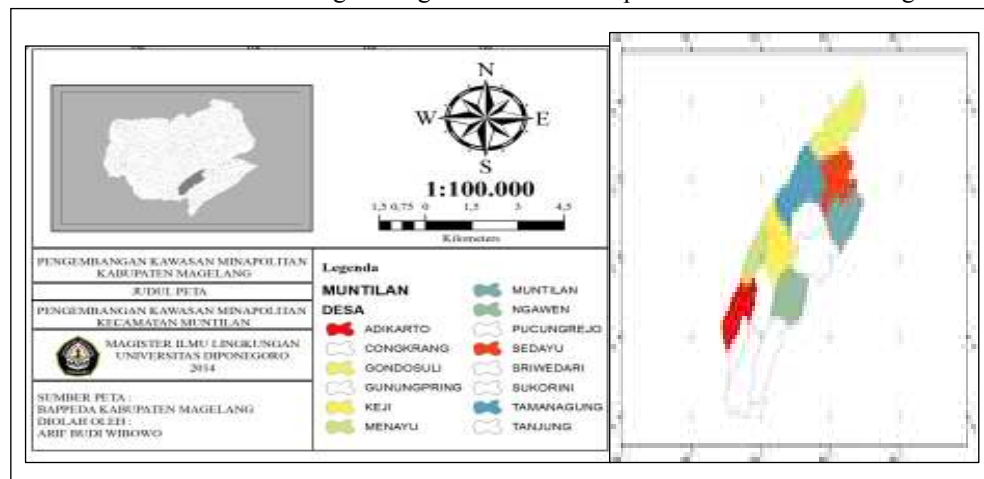 N
W E
S
1:100.000
1,5 0,75 0 1,5 3 4,5
Kilometers
PENGEMBANGAN KAWASAN MINAPOLITAN
KABUPATEN MAGELANG
JUDUL PETA
PENGEMBANGAN KAWASAN MINAPOLITAN
KECAMATAN MUNTILAN
MAGISTER ILMU LINGKUNGAN
UNIVERSITAS DIPONEGORO
2014
SUMBER PETA :
BAPPEDA KABUPATEN MAGELANG
DIOLAH OLEH :
ARIF BUDI WIBOWO
Legenda
MUNTILAN
DESA
ADIKARTO
CONGKRANG
GONDOSULI
GUNUNGPRING
KEJI
MENAYU
MUNTILAN
NGAWEN
PUCUNGREJO
SEDAYU
SRIWEDARI
SUKORINI
TAMANAGUNG
TANJUNG